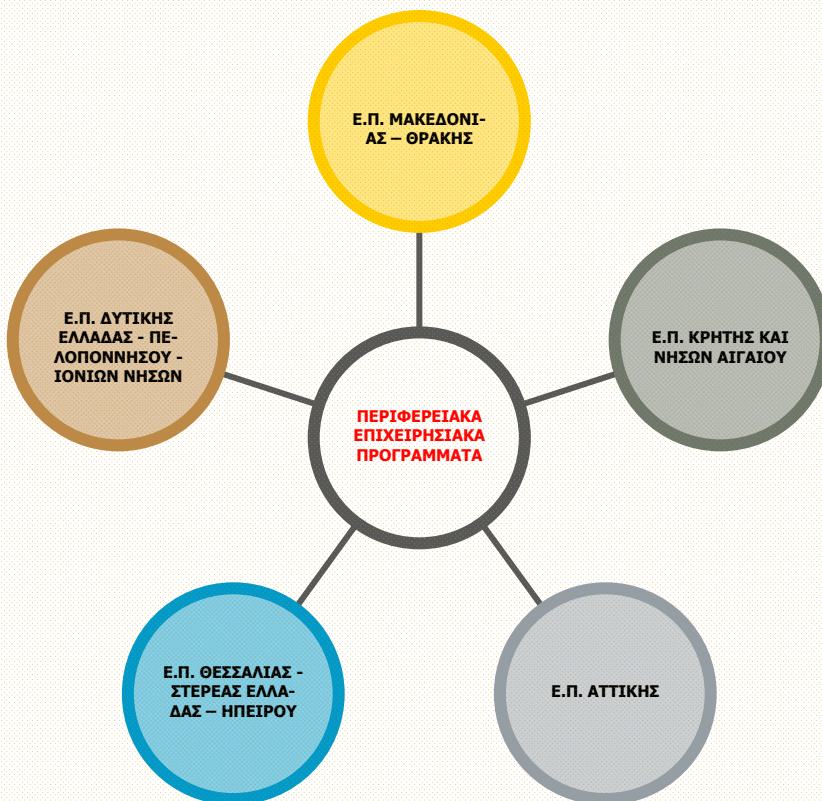 Ε.Π. ΜΑΚΕΔΟΝΙ-
ΑΣ – ΘΡΑΚΗΣ
Ε.Π. ΔΥΤΙΚΗΣ
ΕΛΛΑΔΑΣ - ΠΕ-
ΛΟΠΟΝΝΗΣΟΥ -
ΙΟΝΙΩΝ ΝΗΣΩΝ
Ε.Π. ΚΡΗΤΗΣ ΚΑΙ
ΝΗΣΩΝ ΑΙΓΑΙΟΥ
ΠΕΡΙΦΕΡΕΙΑΚΑ
ΕΠΙΧΕΙΡΗΣΙΑΚΑ
ΠΡΟΓΡΑΜΜΑΤΑ
Ε.Π. ΘΕΣΣΑΛΙΑΣ -
ΣΤΕΡΕΑΣ ΕΛΛΑ-
ΔΑΣ – ΗΠΕΙΡΟΥ
Ε.Π. ΑΤΤΙΚΗΣ